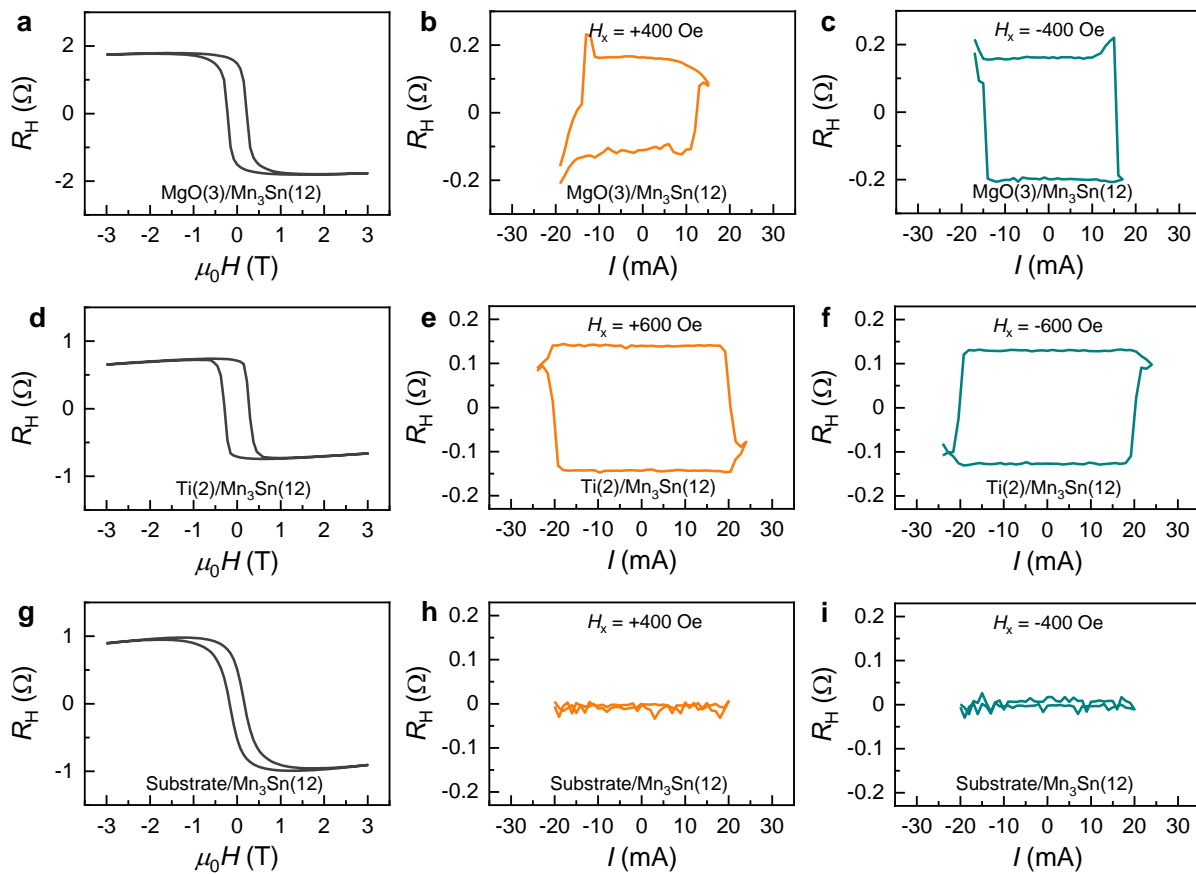 a
R_H (Ω)
2
0
-2
MgO(3)/Mn₃Sn(12)
-3 -2 -1 0 1 2 3
μ₀H (T)
b
R_H (Ω)
H_x = +400 Oe
0.2
0
-0.2
MgO(3)/Mn₃Sn(12)
-30 -20 -10 0 10 20 30
I (mA)
c
R_H (Ω)
H_x = -400 Oe
0.2
0
-0.2
MgO(3)/Mn₃Sn(12)
-30 -20 -10 0 10 20 30
I (mA)
d
R_H (Ω)
1
0
-1
Ti(2)/Mn₃Sn(12)
-3 -2 -1 0 1 2 3
μ₀H (T)
e
R_H (Ω)
H_x = +600 Oe
0.2
0.1
0
-0.1
-0.2
Ti(2)/Mn₃Sn(12)
-30 -20 -10 0 10 20 30
I (mA)
f
R_H (Ω)
H_x = -600 Oe
0.2
0.1
0
-0.1
-0.2
Ti(2)/Mn₃Sn(12)
-30 -20 -10 0 10 20 30
I (mA)
g
R_H (Ω)
1
0
-1
Substrate/Mn₃Sn(12)
-3 -2 -1 0 1 2 3
μ₀H (T)
h
R_H (Ω)
H_x = +400 Oe
0.2
0.1
0
-0.1
-0.2
Substrate/Mn₃Sn(12)
-30 -20 -10 0 10 20 30
I (mA)
i
R_H (Ω)
H_x = -400 Oe
0.2
0.1
0
-0.1
-0.2
Substrate/Mn₃Sn(12)
-30 -20 -10 0 10 20 30
I (mA)